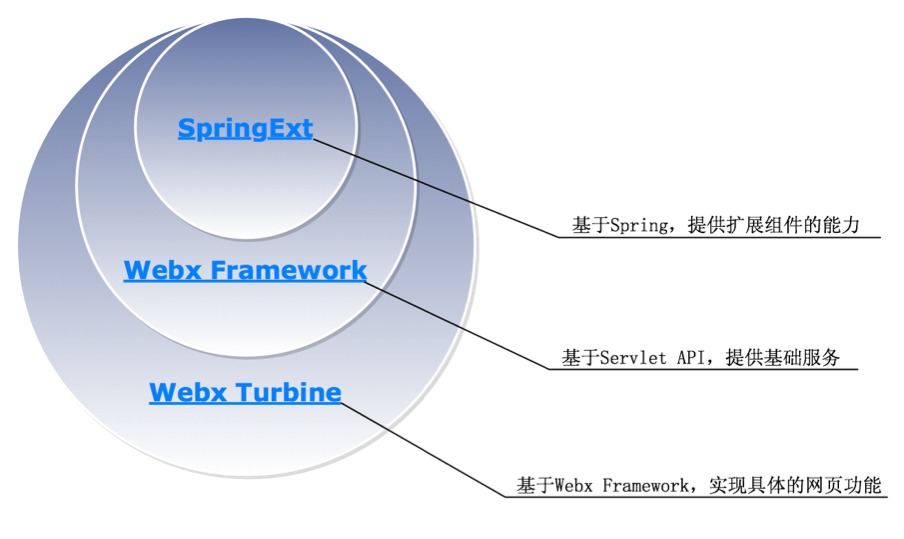 SpringExt
基于Spring，提供扩展组件的能力
Webx Framework
基于Servlet API，提供基础服务
Webx Turbine
基于Webx Framework，实现具体的网页功能